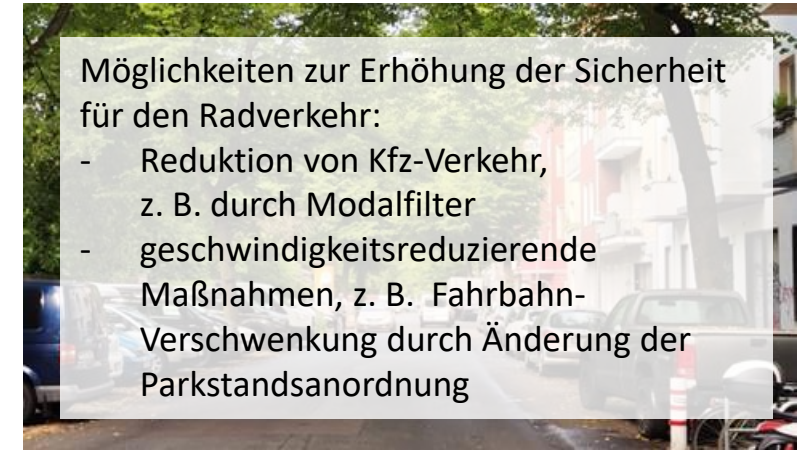 Möglichkeiten zur Erhöhung der Sicherheit
für den Radverkehr:
- Reduktion von Kfz-Verkehr,
z. B. durch Modalfilter
- geschwindigkeitsreduzierende
Maßnahmen, z. B. Fahrbahn-
Verschwenkung durch Änderung der
Parkstandsanordnung